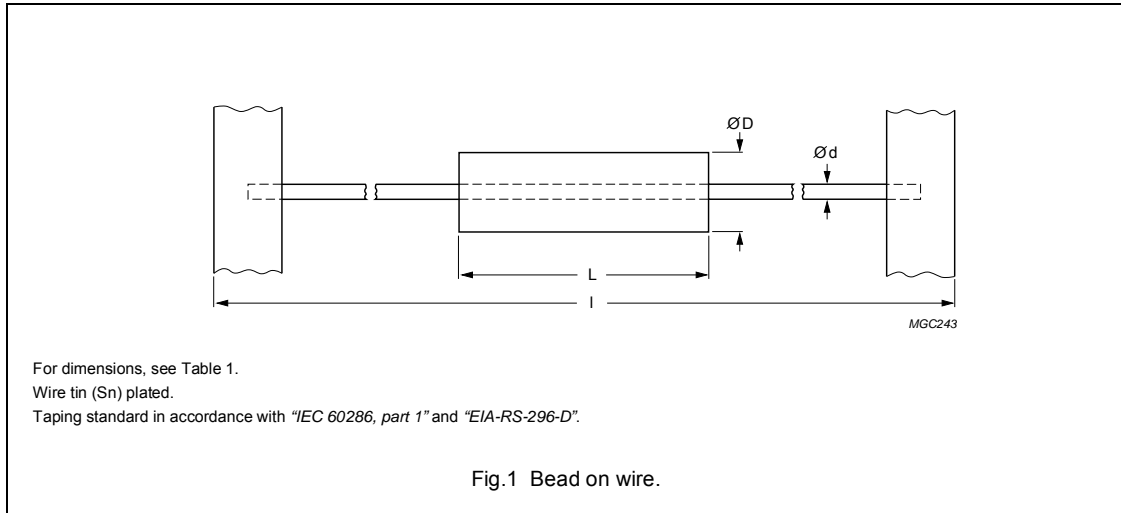 ØD
Ød
L
l
MGC243
For dimensions, see Table 1.
Wire tin (Sn) plated.
Taping standard in accordance with “IEC 60286, part 1” and “EIA-RS-296-D”.
Fig.1 Bead on wire.